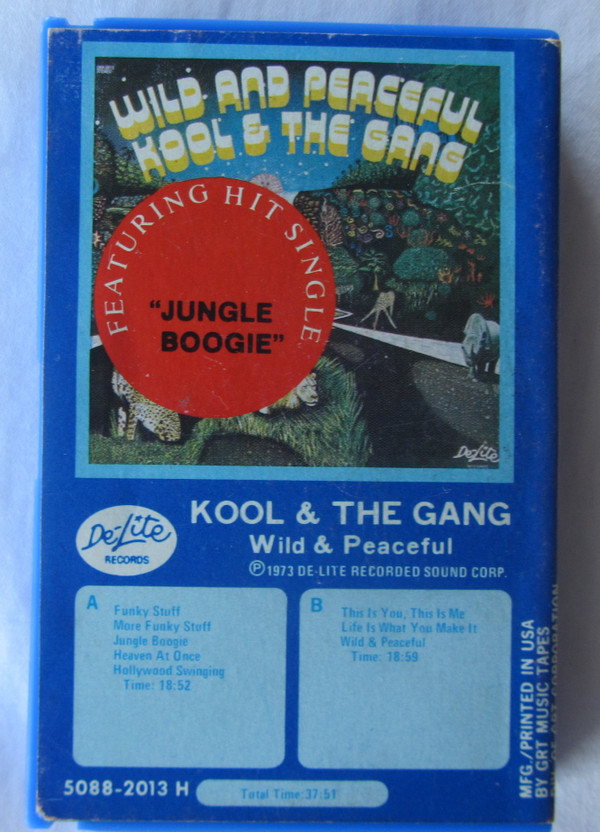 WILD AND PEACEFUL
KOOL & THE GANG
FEATURING HIT SINGLE
"JUNGLE
BOOGIE"
De-Lite
De-Lite
RECORDS
KOOL & THE GANG
Wild & Peaceful
Ⓟ1973 DE-LITE RECORDED SOUND CORP.
A
Funky Stuff
More Funky Stuff
Jungle Boogie
Heaven At Once
Hollywood Swinging
Time: 18:52
B
This Is You, This Is Me
Life Is What You Make It
Wild & Peaceful
Time: 18:59
5088-2013 H
Total Time:37:51
MFG./PRINTED IN USA
BY GRT MUSIC TAPES